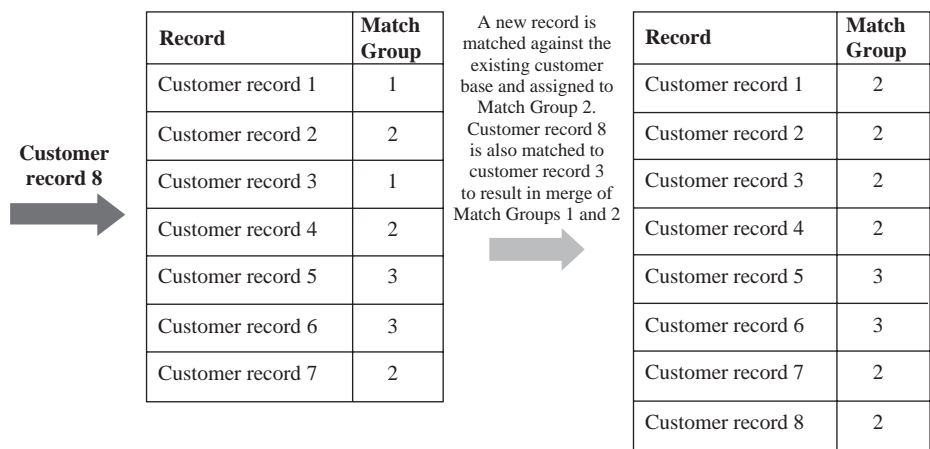 Customer
record 8
Record Match
Group
Customer record 1 1
Customer record 2 2
Customer record 3 1
Customer record 4 2
Customer record 5 3
Customer record 6 3
Customer record 7 2
A new record is
matched against the
existing customer
base and assigned to
Match Group 2.
Customer record 8
is also matched to
customer record 3
to result in merge of
Match Groups 1 and 2
Record Match
Group
Customer record 1 2
Customer record 2 2
Customer record 3 2
Customer record 4 2
Customer record 5 3
Customer record 6 3
Customer record 7 2
Customer record 8 2